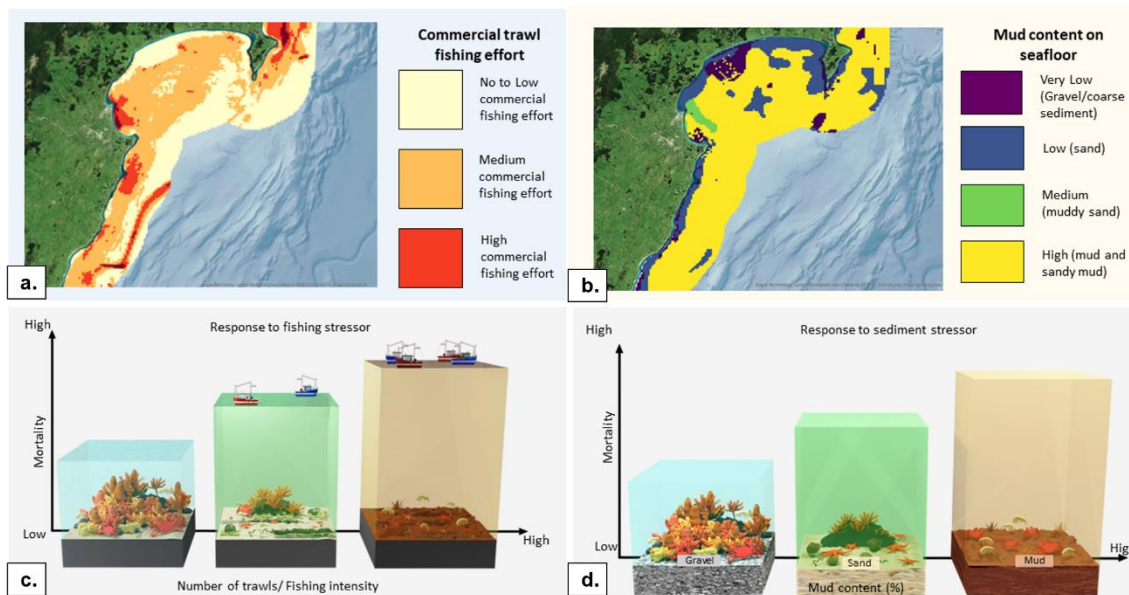 Commercial trawl
fishing effort
No to Low
commercial
fishing effort
Medium
commercial
fishing effort
High
commercial
fishing effort
a.
Mud content on
seafloor
Very Low
(Gravel/coarse
sediment)
Low (sand)
Medium
(muddy sand)
High (mud and
sandy mud)
b.
High
Response to fishing stressor
Mortality
Low
High
Number of trawls/ Fishing intensity
c.
High
Response to sediment stressor
Mortality
Low
Gravel
Sand
Mud
Hig
Mud content (%)
d.